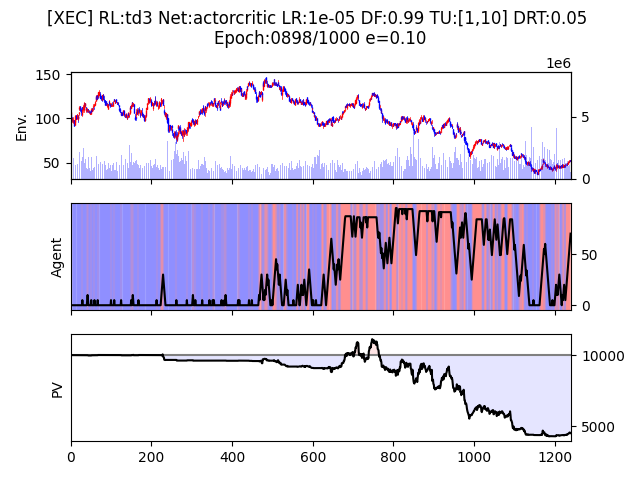 [XEC] RL:td3 Net:actorcritic LR:1e-05 DF:0.99 TU:[1,10] DRT:0.05
Epoch:0898/1000 e=0.10
1e6
150
100
50
Env.
5
0
Agent
50
0
PV
10000
5000
0 200 400 600 800 1000 1200